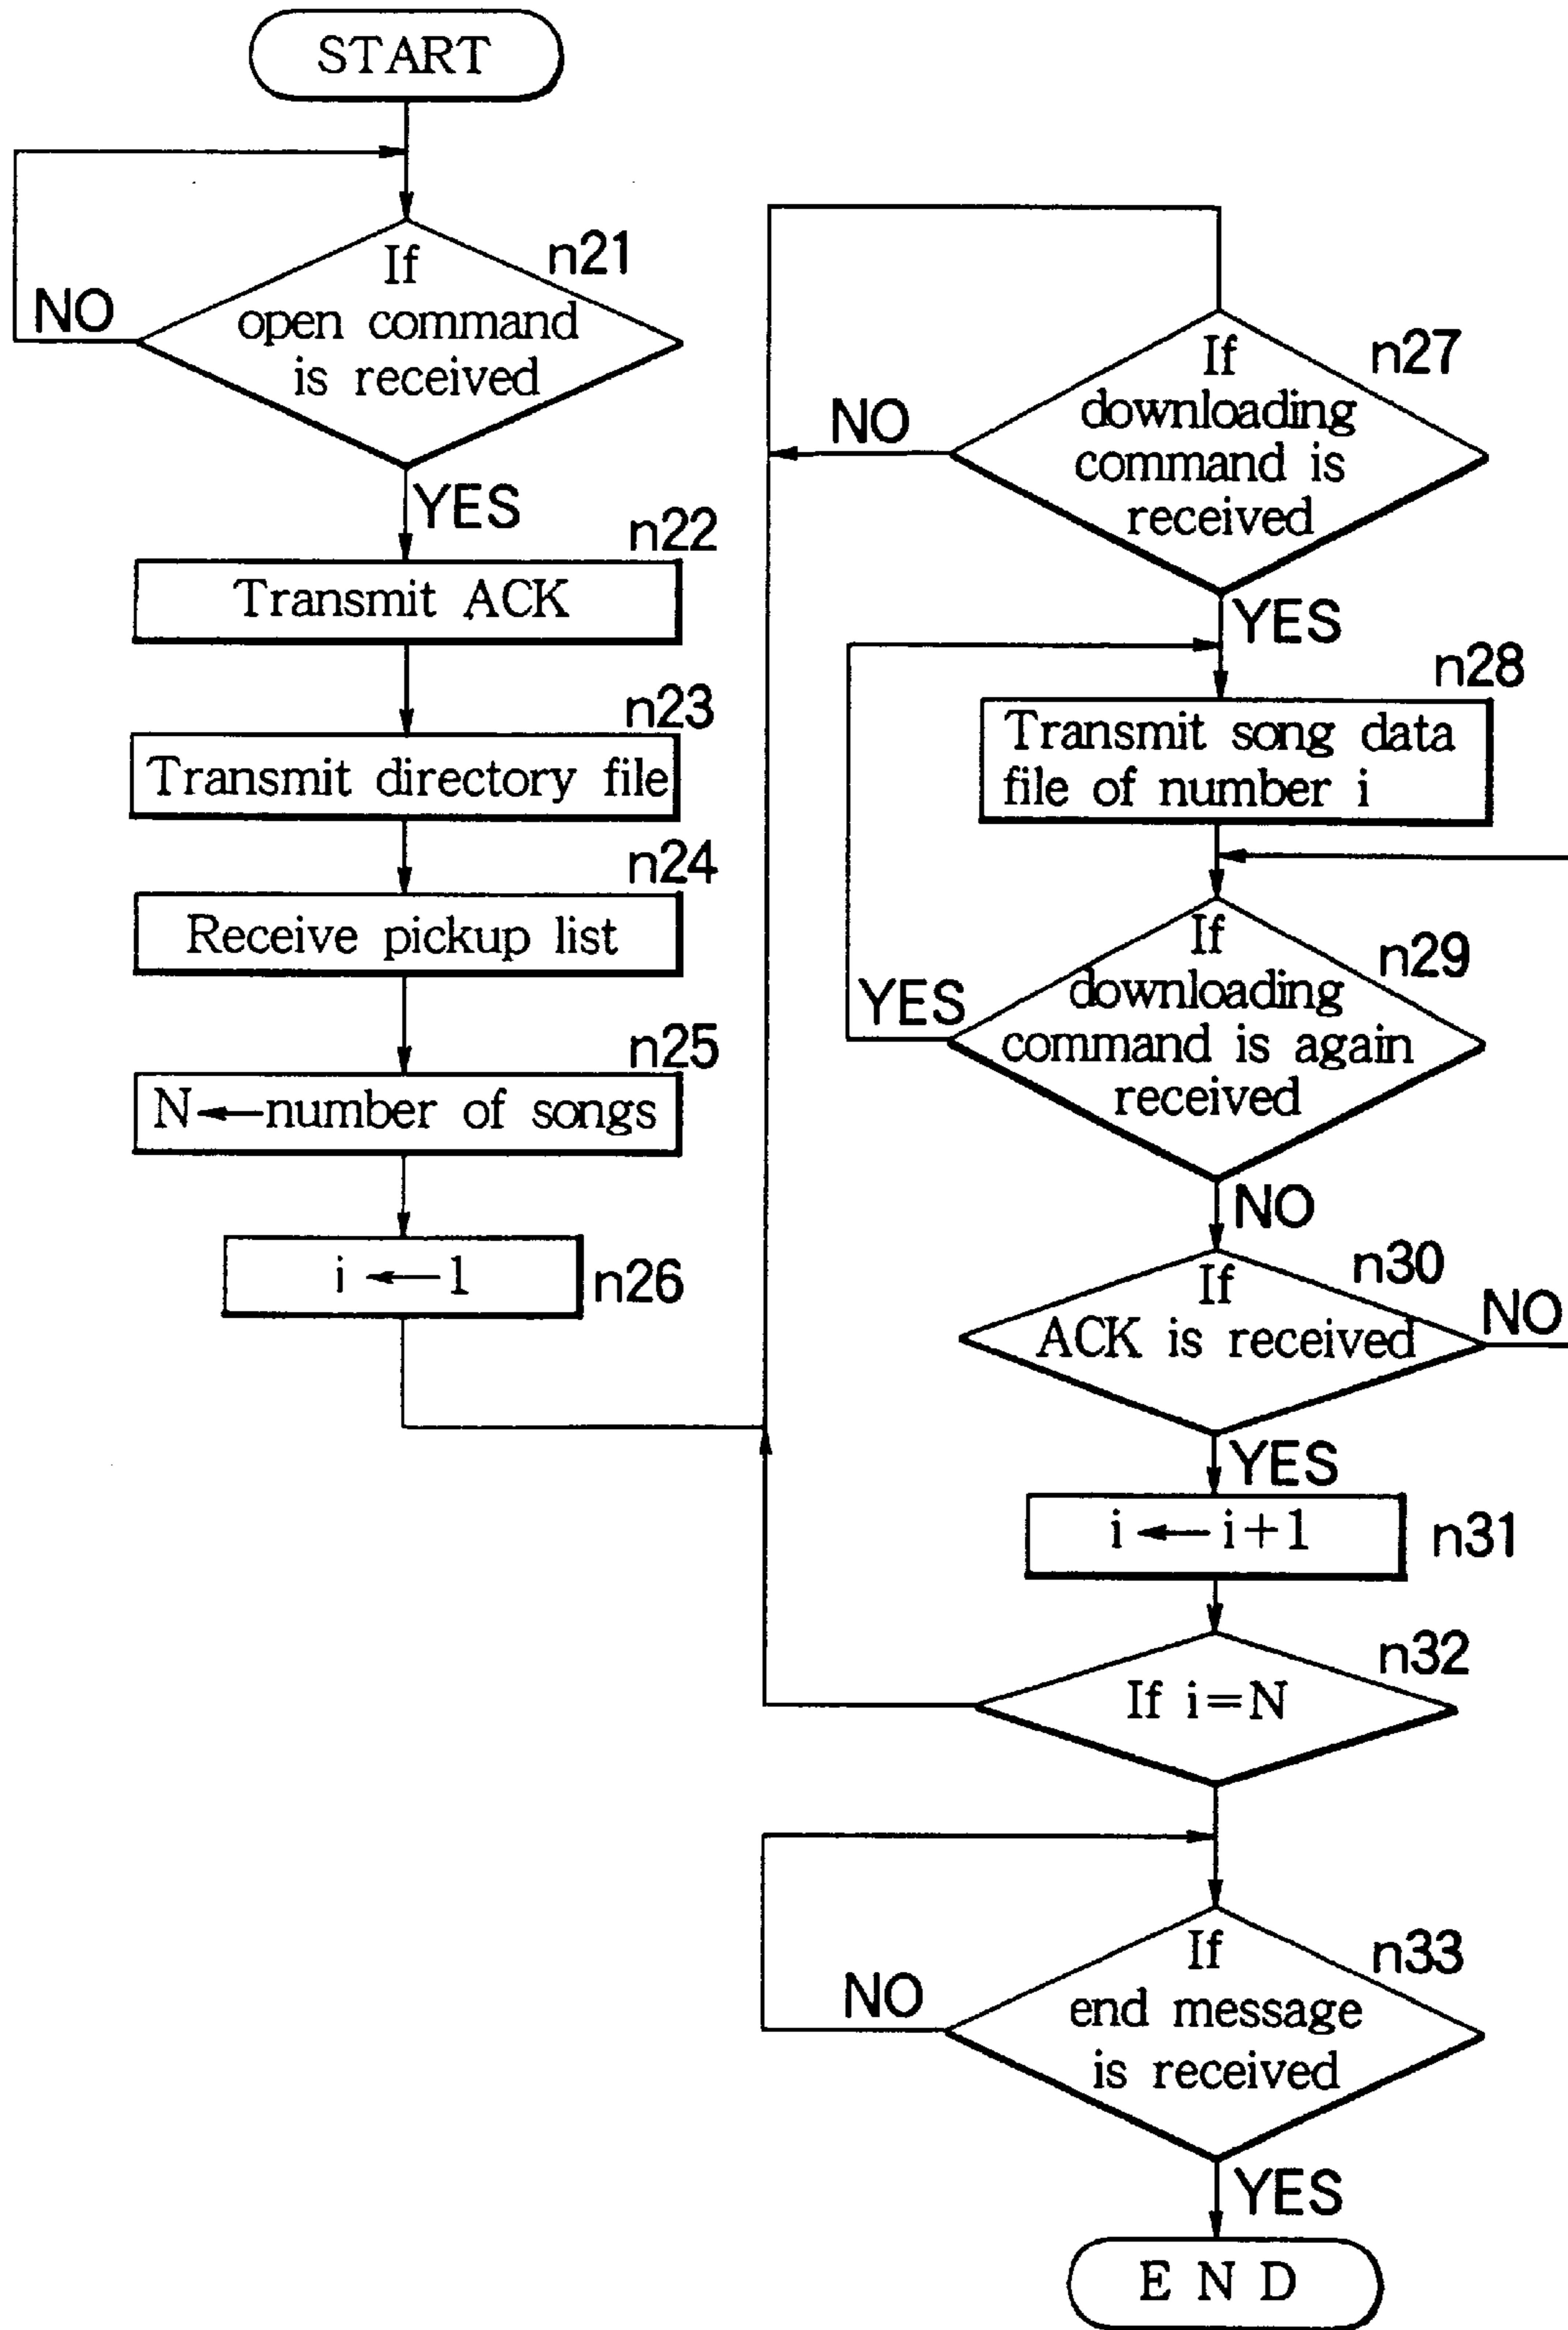 START
n21
If
open command
is received
NO
YES
n22
Transmit ACK
n23
Transmit directory file
n24
Receive pickup list
n25
N←number of songs
i ← 1
n26
n27
If
downloading
command is
received
NO
YES
n28
Transmit song data
file of number i
n29
If
downloading
command is again
received
YES
NO
n30
If
ACK is received
NO
YES
i ← i+1
n31
n32
If i=N
n33
If
end message
is received
NO
YES
E N D